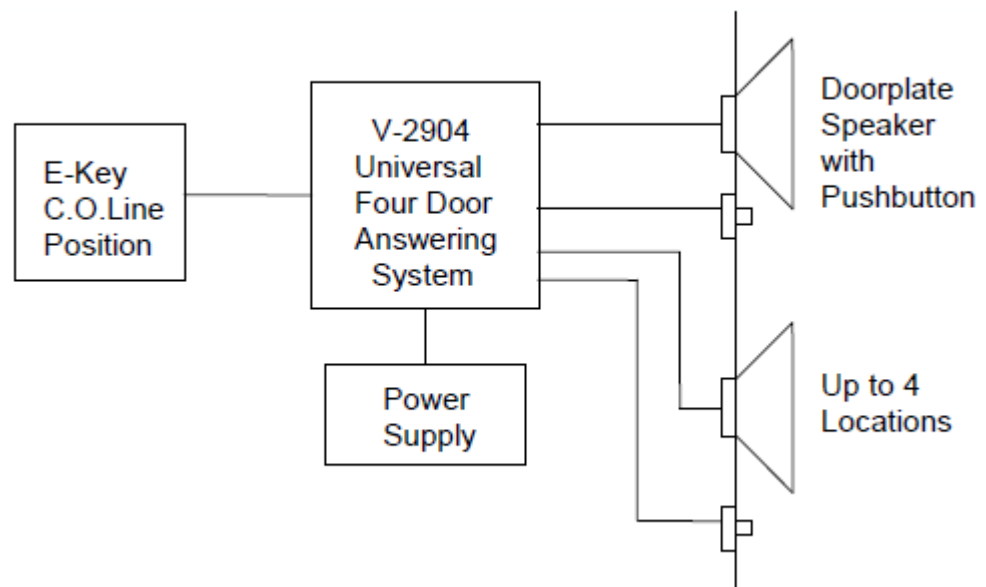 E-Key
C.O.Line
Position
V-2904
Universal
Four Door
Answering
System
Power
Supply
Doorplate
Speaker
with
Pushbutton
Up to 4
Locations